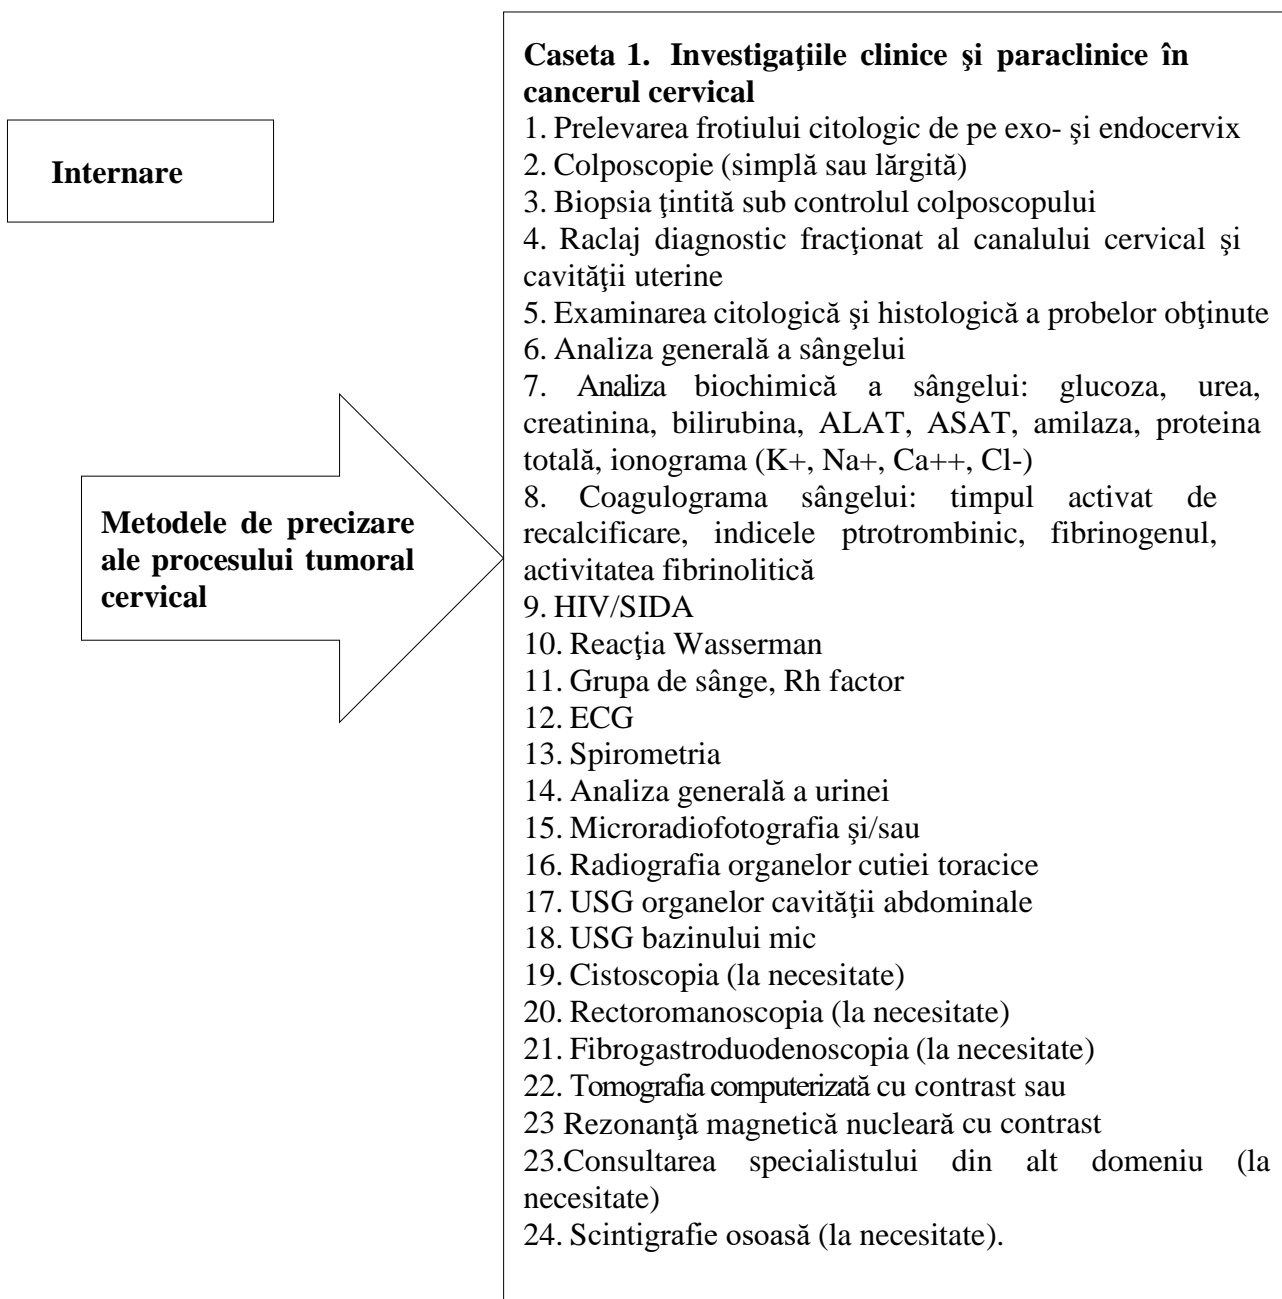 Internare
Metodele de precizare
ale procesului tumoral
cervical
Caseta 1. Investigaţiile clinice şi paraclinice în
cancerul cervical
1. Prelevarea frotiului citologic de pe exo- şi endocervix
2. Colposcopie (simplă sau lărgită)
3. Biopsia ţintită sub controlul colposcopului
4. Raclaj diagnostic fracţionat al canalului cervical şi
cavităţii uterine
5. Examinarea citologică şi histologică a probelor obţinute
6. Analiza generală a sângelui
7. Analiza biochimică a sângelui: glucoza, urea,
creatinina, bilirubina, ALAT, ASAT, amilaza, proteina
totală, ionograma (K+, Na+, Ca++, Cl-)
8. Coagulograma sângelui: timpul activat de
recalcificare, indicele ptrotrombinic, fibrinogenul,
activitatea fibrinolitică
9. HIV/SIDA
10. Reacţia Wasserman
11. Grupa de sânge, Rh factor
12. ECG
13. Spirometria
14. Analiza generală a urinei
15. Microradiofotografia şi/sau
16. Radiografia organelor cutiei toracice
17. USG organelor cavităţii abdominale
18. USG bazinului mic
19. Cistoscopia (la necesitate)
20. Rectoromanoscopia (la necesitate)
21. Fibrogastroduodenoscopia (la necesitate)
22. Tomografia computerizată cu contrast sau
23 Rezonanţă magnetică nucleară cu contrast
23.Consultarea specialistului din alt domeniu (la
necesitate)
24. Scintigrafie osoasă (la necesitate).